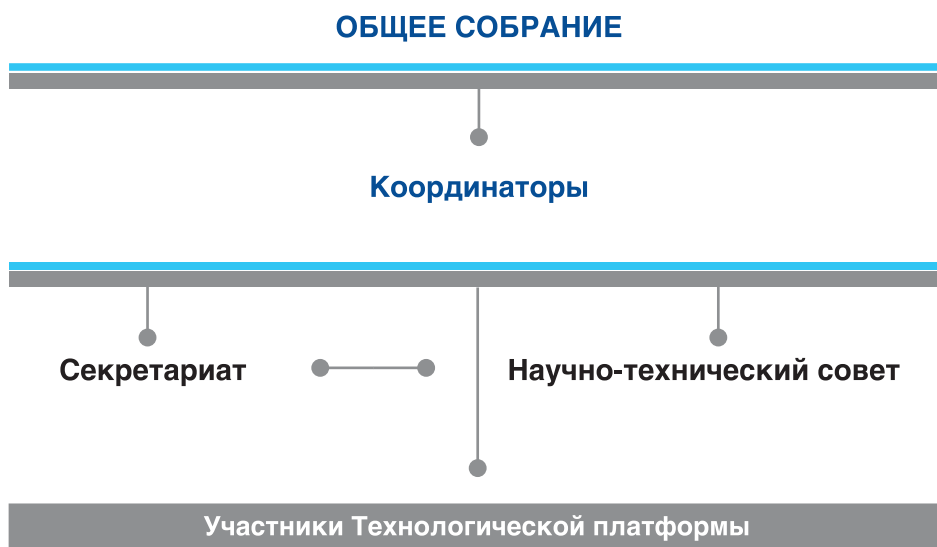 ОБЩЕЕ СОБРАНИЕ
Координаторы
Секретариат
Научно-технический совет
Участники Технологической платформы